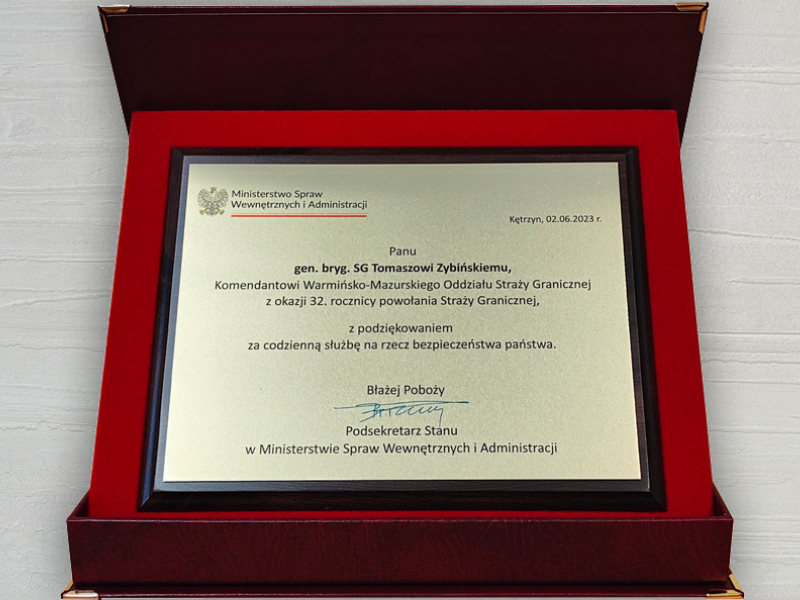 Ministerstwo Spraw
Wewnętrznych i Administracji
Kętrzyn, 02.06.2023 r.
Panu
gen. bryg. SG Tomaszowi Zybińskiemu,
Komendantowi Warmińsko-Mazurskiego Oddziału Straży Granicznej
z okazji 32. rocznicy powołania Straży Granicznej,
z podziękowaniem
za codzienną służbę na rzecz bezpieczeństwa państwa.
Błażej Poboży
Podsekretarz Stanu
w Ministerstwie Spraw Wewnętrznych i Administracji